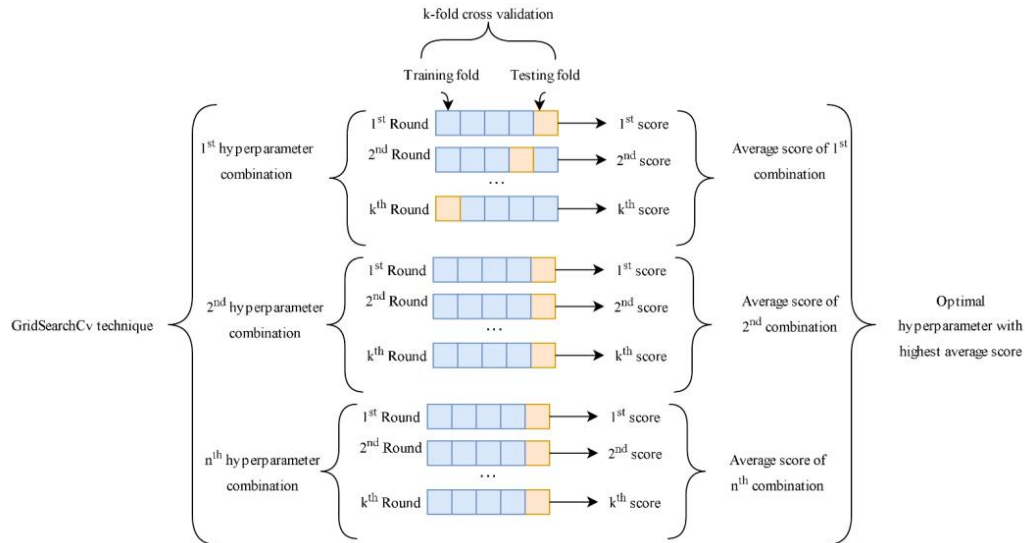 k-fold cross validation
Training fold
Testing fold
1st Round
1st score
2nd Round
2nd score
...
kth Round
kth score
1st hyperparameter
combination
Average score of 1st
combination
1st Round
1st score
2nd Round
2nd score
...
kth Round
kth score
2nd hyperparameter
combination
Average score of
2nd combination
GridSearchCv technique
Optimal
hyperparameter with
highest average score
1st Round
1st score
2nd Round
2nd score
...
kth Round
kth score
nth hyperparameter
combination
Average score of
nth combination